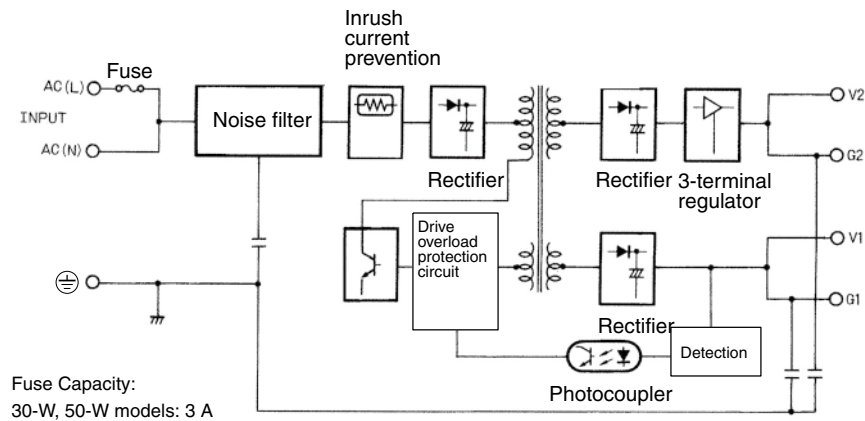 Inrush
current
prevention
Fuse
AC(L)
INPUT
AC(N)
Noise filter
Rectifier
Rectifier
3-terminal
regulator
V2
G2
Drive
overload
protection
circuit
V1
G1
Rectifier
Detection
Photocoupler
Fuse Capacity:
30-W, 50-W models: 3 A